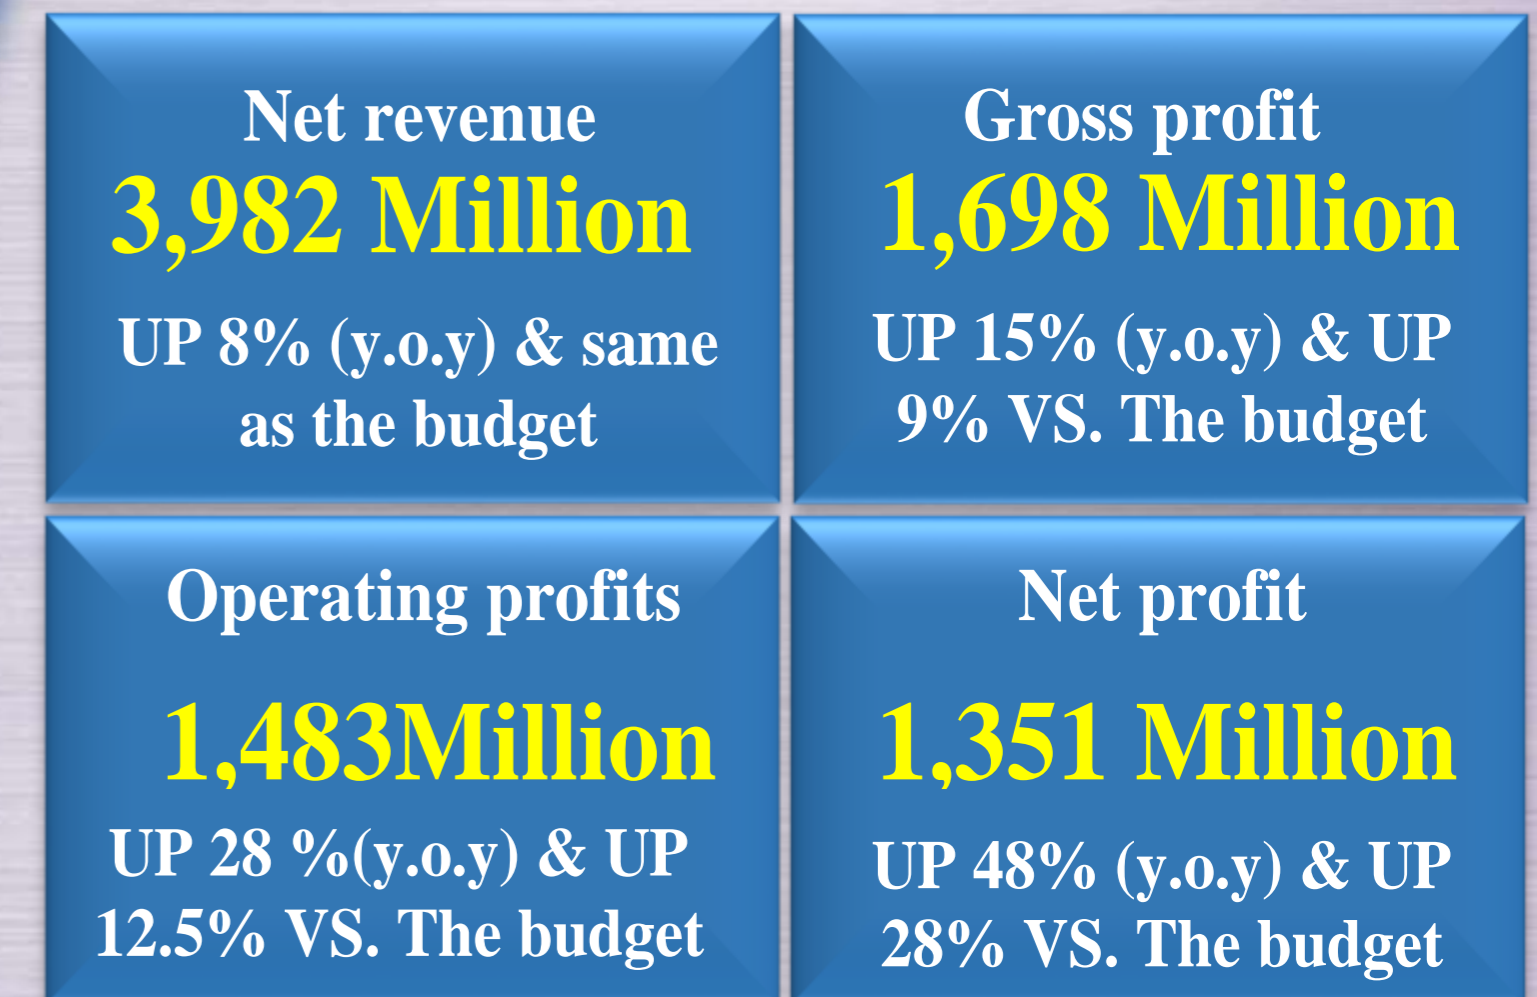 Net revenue
3,982 Million
UP 8% (y.o.y) & same
as the budget
Gross profit
1,698 Million
UP 15% (y.o.y) & UP
9% VS. The budget
Operating profits
1,483Million
UP 28 %(y.o.y) & UP
12.5% VS. The budget
Net profit
1,351 Million
UP 48% (y.o.y) & UP
28% VS. The budget